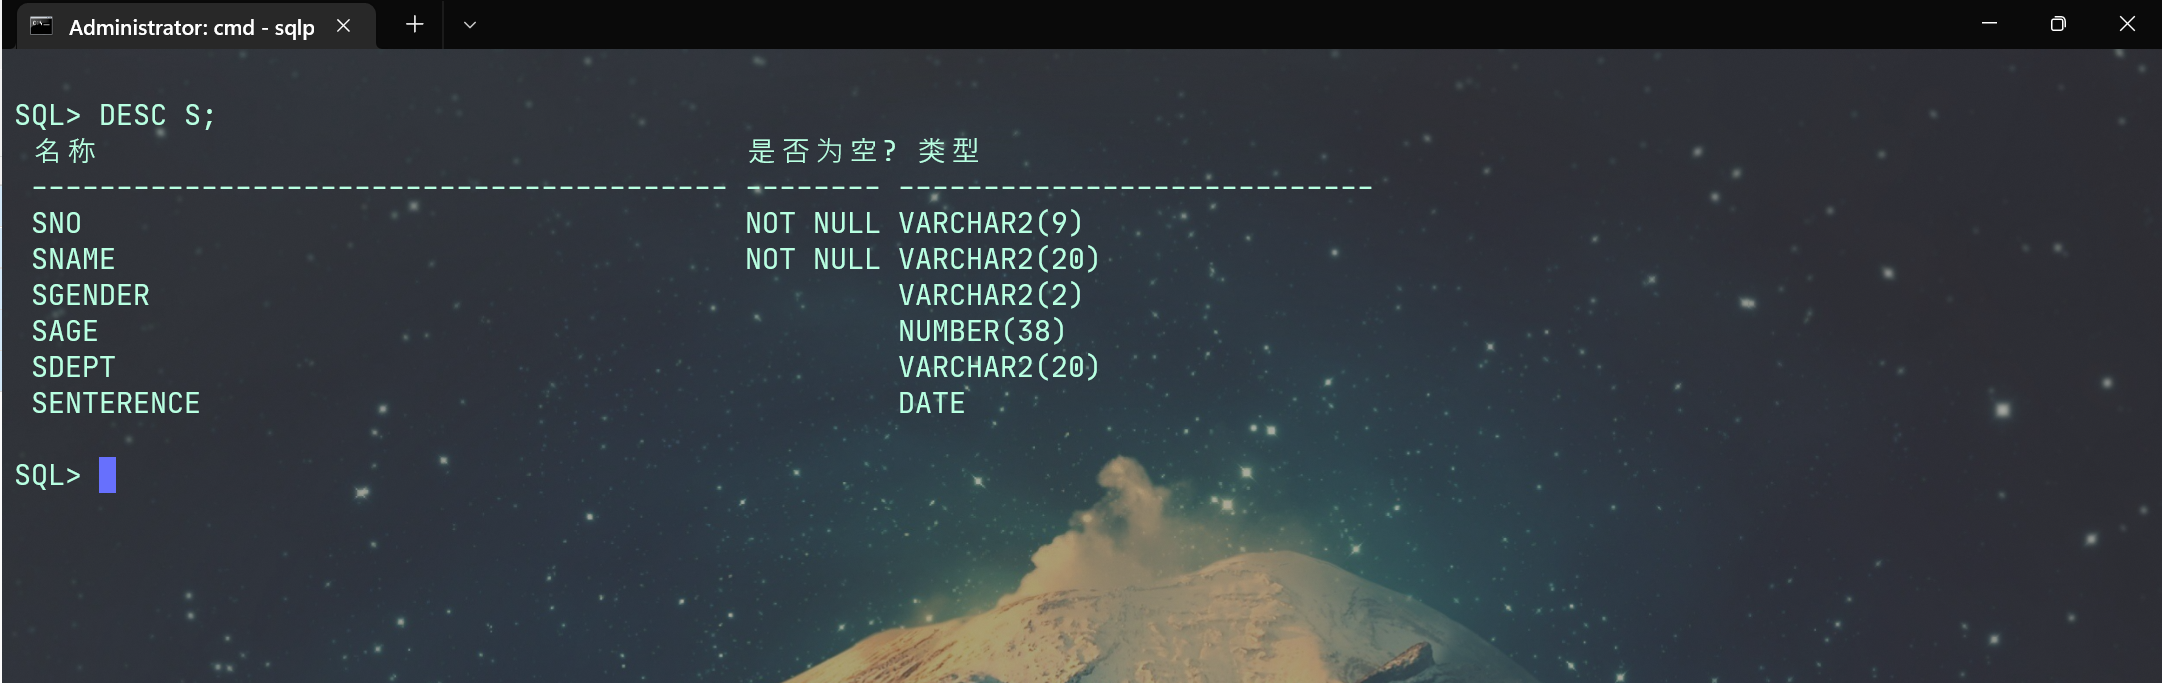 Administrator: cmd - sqlp
SQL> DESC S;
名称 是否为空? 类型
----------------------------------------- -------- ----------------------------
SNO NOT NULL VARCHAR2(9)
SNAME NOT NULL VARCHAR2(20)
SGENDER VARCHAR2(2)
SAGE NUMBER(38)
SDEPT VARCHAR2(20)
SENTERENCE DATE
SQL>